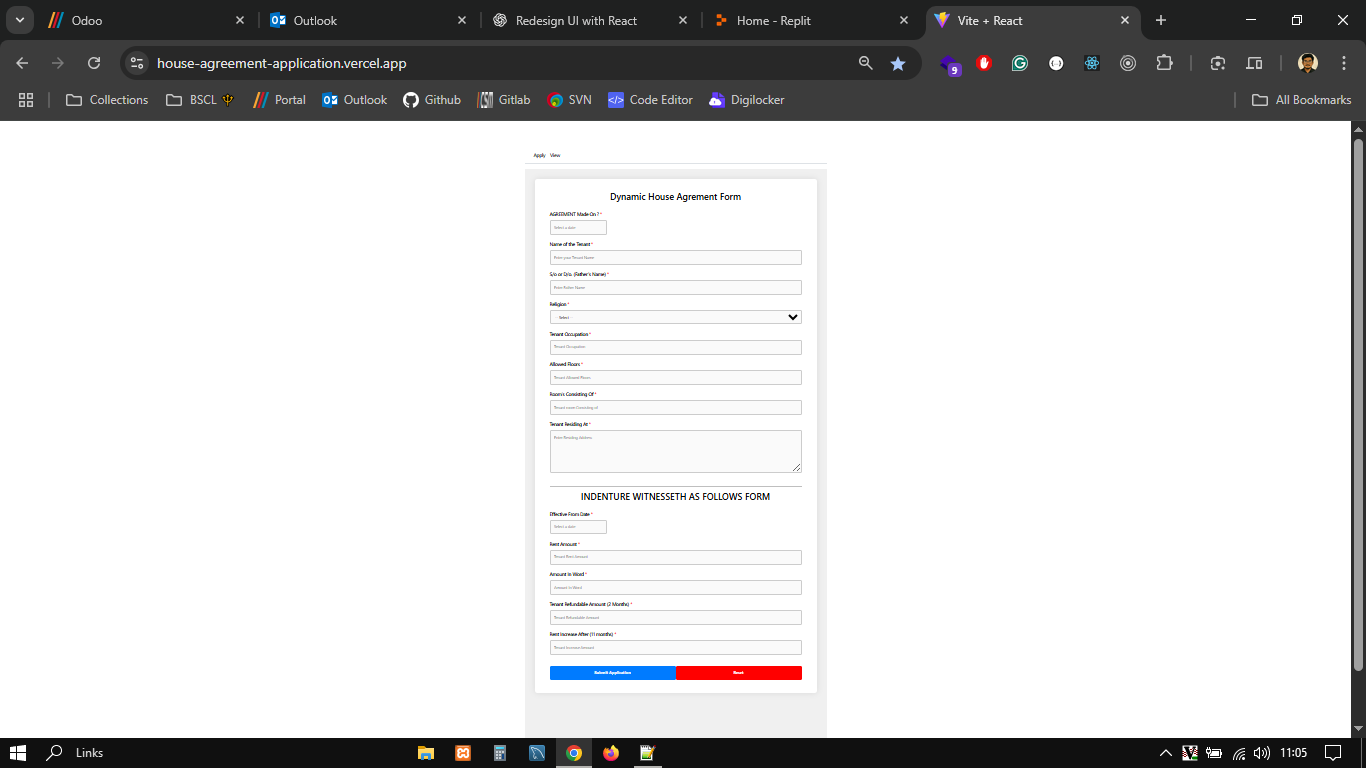 Odoo
Outlook
Redesign UI with React
Home - Replit
Vite + React
house-agreement-application.vercel.app
9
Collections
BSCL
Portal
Outlook
Github
Gitlab
SVN
Code Editor
Digilocker
All Bookmarks
Apply View
Dynamic House Agrement Form
AGREEMENT Made On ? *
Select a date
Name of the Tenant *
Enter your Tenant Name
S/o or D/o. (Father's Name) *
Enter Father Name
Religion *
Select
Tenant Occupation *
Tenant Occupation
Allowed Floors *
Tenant Allowed Floors
Room's Consisting Of *
Tenant room Consisting of
Tenant Residing At *
Enter Residing Address
INDENTURE WITNESSETH AS FOLLOWS FORM
Effective From Date *
Select a date
Rent Amount *
Tenant Rent Amount
Amount In Word *
Amount In Word
Tenant Refundable Amount (2 Months) *
Tenant Refundable Amount
Rent Increase After (11 months) *
Tenant Increase Amount
Submit Application
Reset
Links
11:05